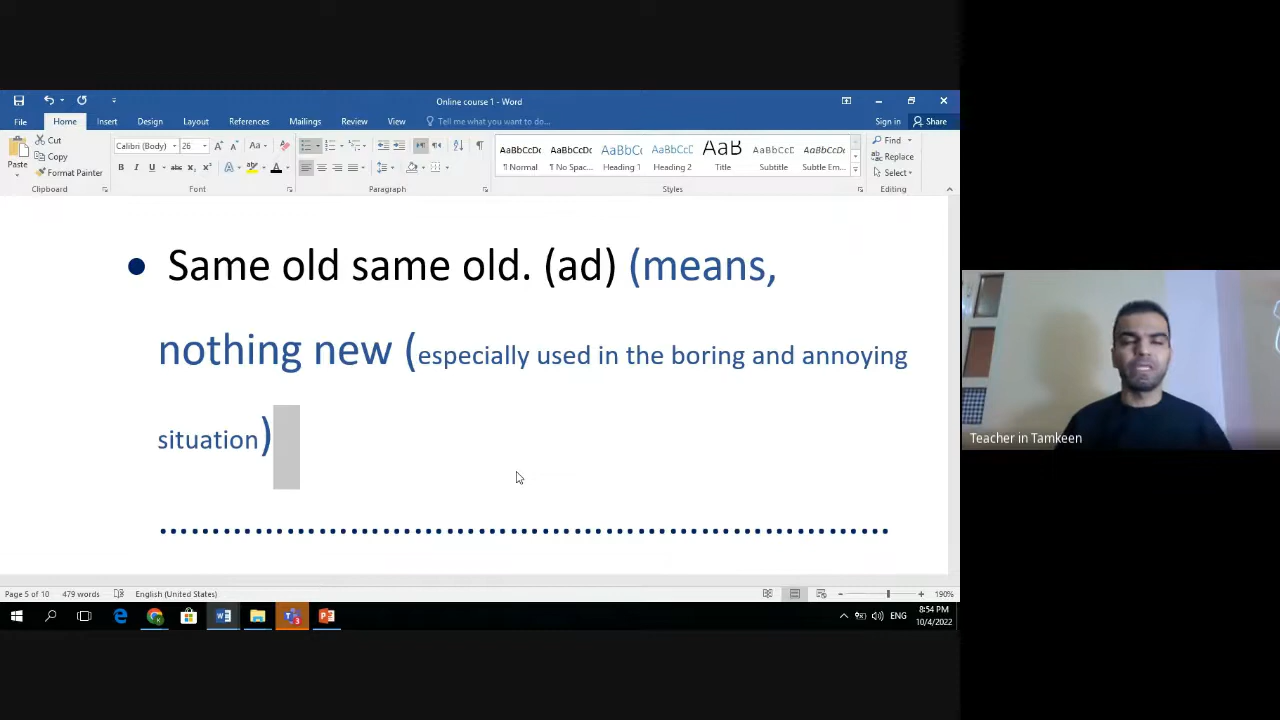 Online course 1 - Word
File Home Insert Design Layout References Mailings Review View Tell me what you want to do... Sign in Share
Paste Cut Calibri (Body) 26 AaBbCcDc AaBbCcDc AaBbCc AaBbCcC AaB AaBbCcC AaBbCcDc Find
Copy ¶ Normal ¶ No Spac... Heading 1 Heading 2 Title Subtitle Subtle Em... Replace
Format Painter Select
Clipboard Font Paragraph Styles Editing
• Same old same old. (ad) (means,
nothing new (especially used in the boring and annoying
situation)
Teacher in Tamkeen
Page 5 of 10 479 words English (United States) 190%
ENG 8:54 PM
10/4/2022